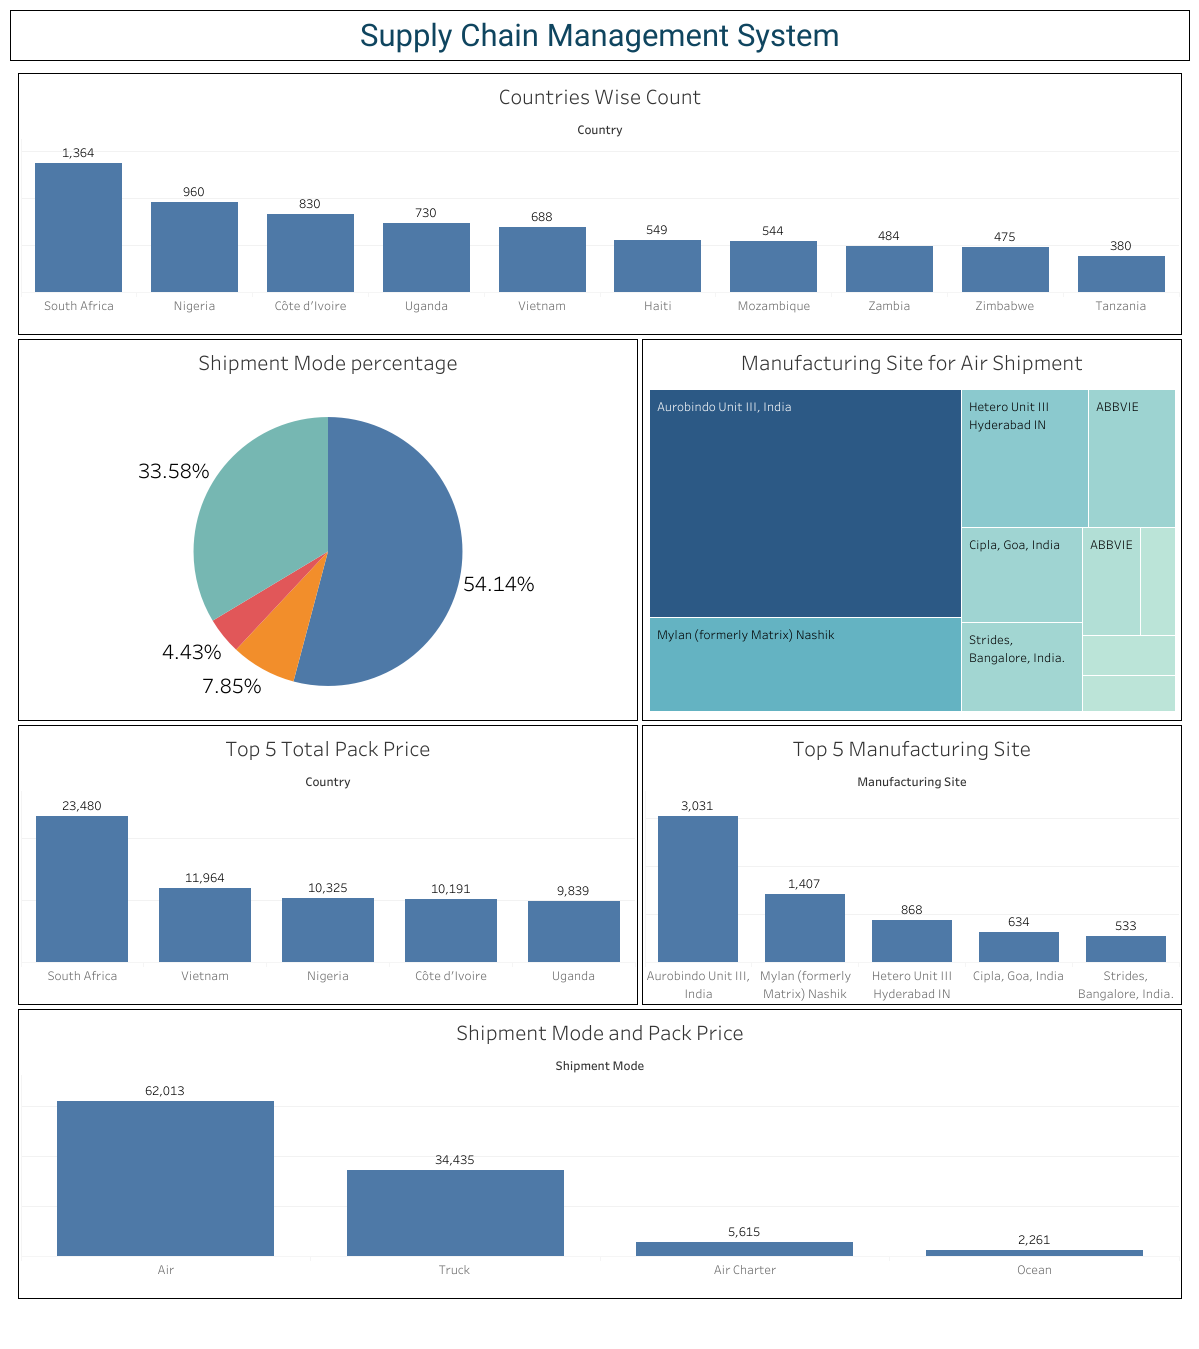 Supply Chain Management System
Countries Wise Count
Country
1,364
960
830
730
688
549
544
484
475
380
South Africa
Nigeria
Côte d'Ivoire
Uganda
Vietnam
Haiti
Mozambique
Zambia
Zimbabwe
Tanzania
Shipment Mode percentage
33.58%
54.14%
4.43%
7.85%
Manufacturing Site for Air Shipment
Aurobindo Unit III, India
Hetero Unit III
Hyderabad IN
ABBVIE
Cipla, Goa, India
ABBVIE
Mylan (formerly Matrix) Nashik
Strides,
Bangalore, India.
Top 5 Total Pack Price
Country
23,480
11,964
10,325
10,191
9,839
South Africa
Vietnam
Nigeria
Côte d'Ivoire
Uganda
Top 5 Manufacturing Site
Manufacturing Site
3,031
1,407
868
634
533
Aurobindo Unit III,
India
Mylan (formerly
Matrix) Nashik
Hetero Unit III
Hyderabad IN
Cipla, Goa, India
Strides,
Bangalore, India.
Shipment Mode and Pack Price
Shipment Mode
62,013
34,435
5,615
2,261
Air
Truck
Air Charter
Ocean